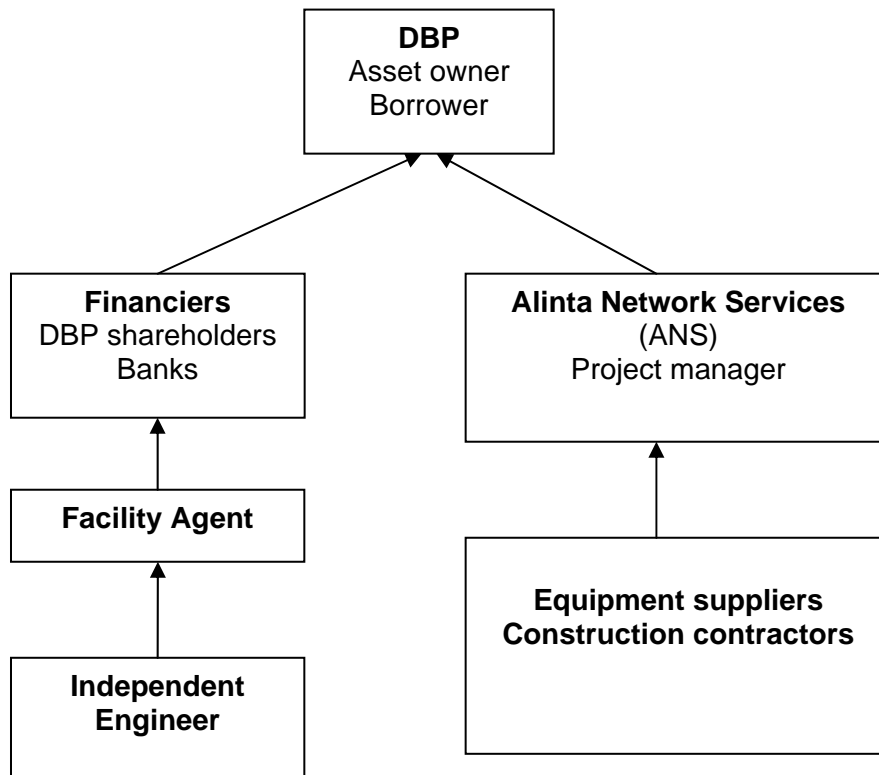 DBP
Asset owner
Borrower
Financiers
DBP shareholders
Banks
Alinta Network Services
(ANS)
Project manager
Facility Agent
Equipment suppliers
Construction contractors
Independent
Engineer